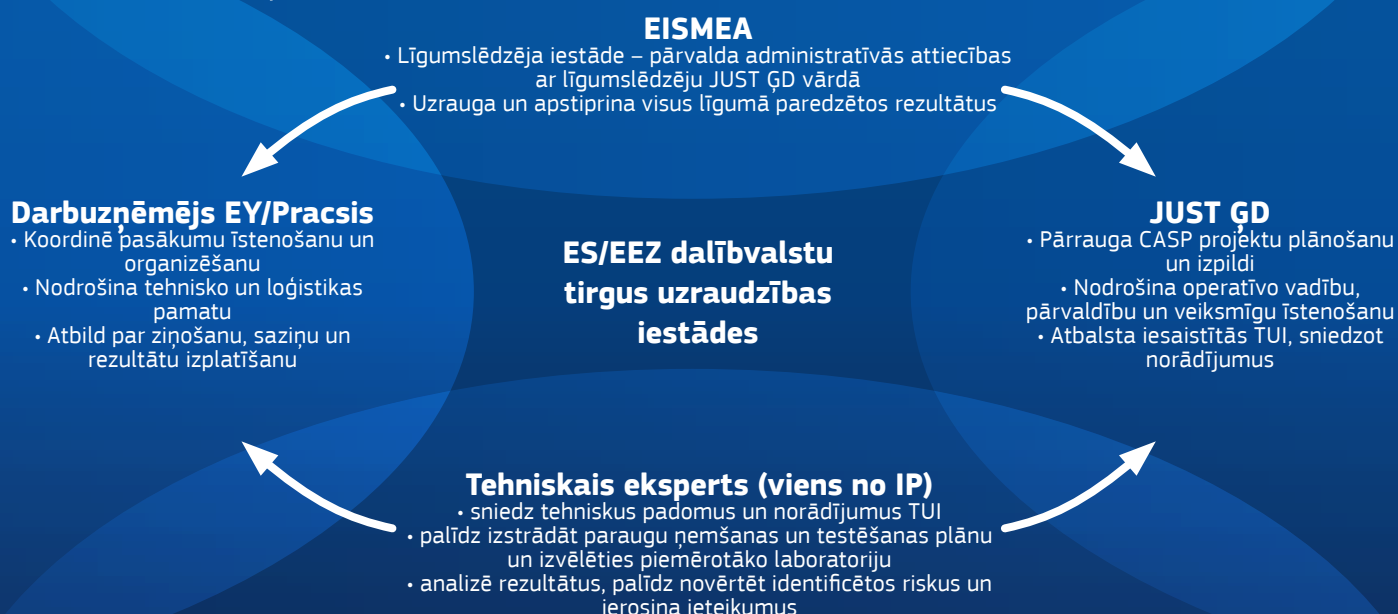 EISMEA
• Līgumslēdzēja iestāde – pārvalda administratīvās attiecības
ar līgumslēdzēju JUST ĢD vārdā
• Uzrauga un apstiprina visus līgumā paredzētos rezultātus
Darbuzņēmējs EY/Pracsis
• Koordinē pasākumu īstenošanu un
organizēšanu
• Nodrošina tehnisko un loģistikas
pamatu
• Atbild par ziņošanu, saziņu un
rezultātu izplatīšanu
ES/EEZ dalībvalstu
tirgus uzraudzības
iestādes
JUST ĢD
• Pārrauga CASP projektu plānošanu
un izpildi
• Nodrošina operatīvo vadību,
pārvaldību un veiksmīgu īstenošanu
• Atbalsta iesaistītās TUI, sniedzot
norādījumus
Tehniskais eksperts (viens no IP)
• sniedz tehniskus padomus un norādījumus TUI
• palīdz izstrādāt paraugu ņemšanas un testēšanas plānu
un izvēlēties piemērotāko laboratoriju
• analizē rezultātus, palīdz novērtēt identificētos riskus un
ierosina ieteikumus